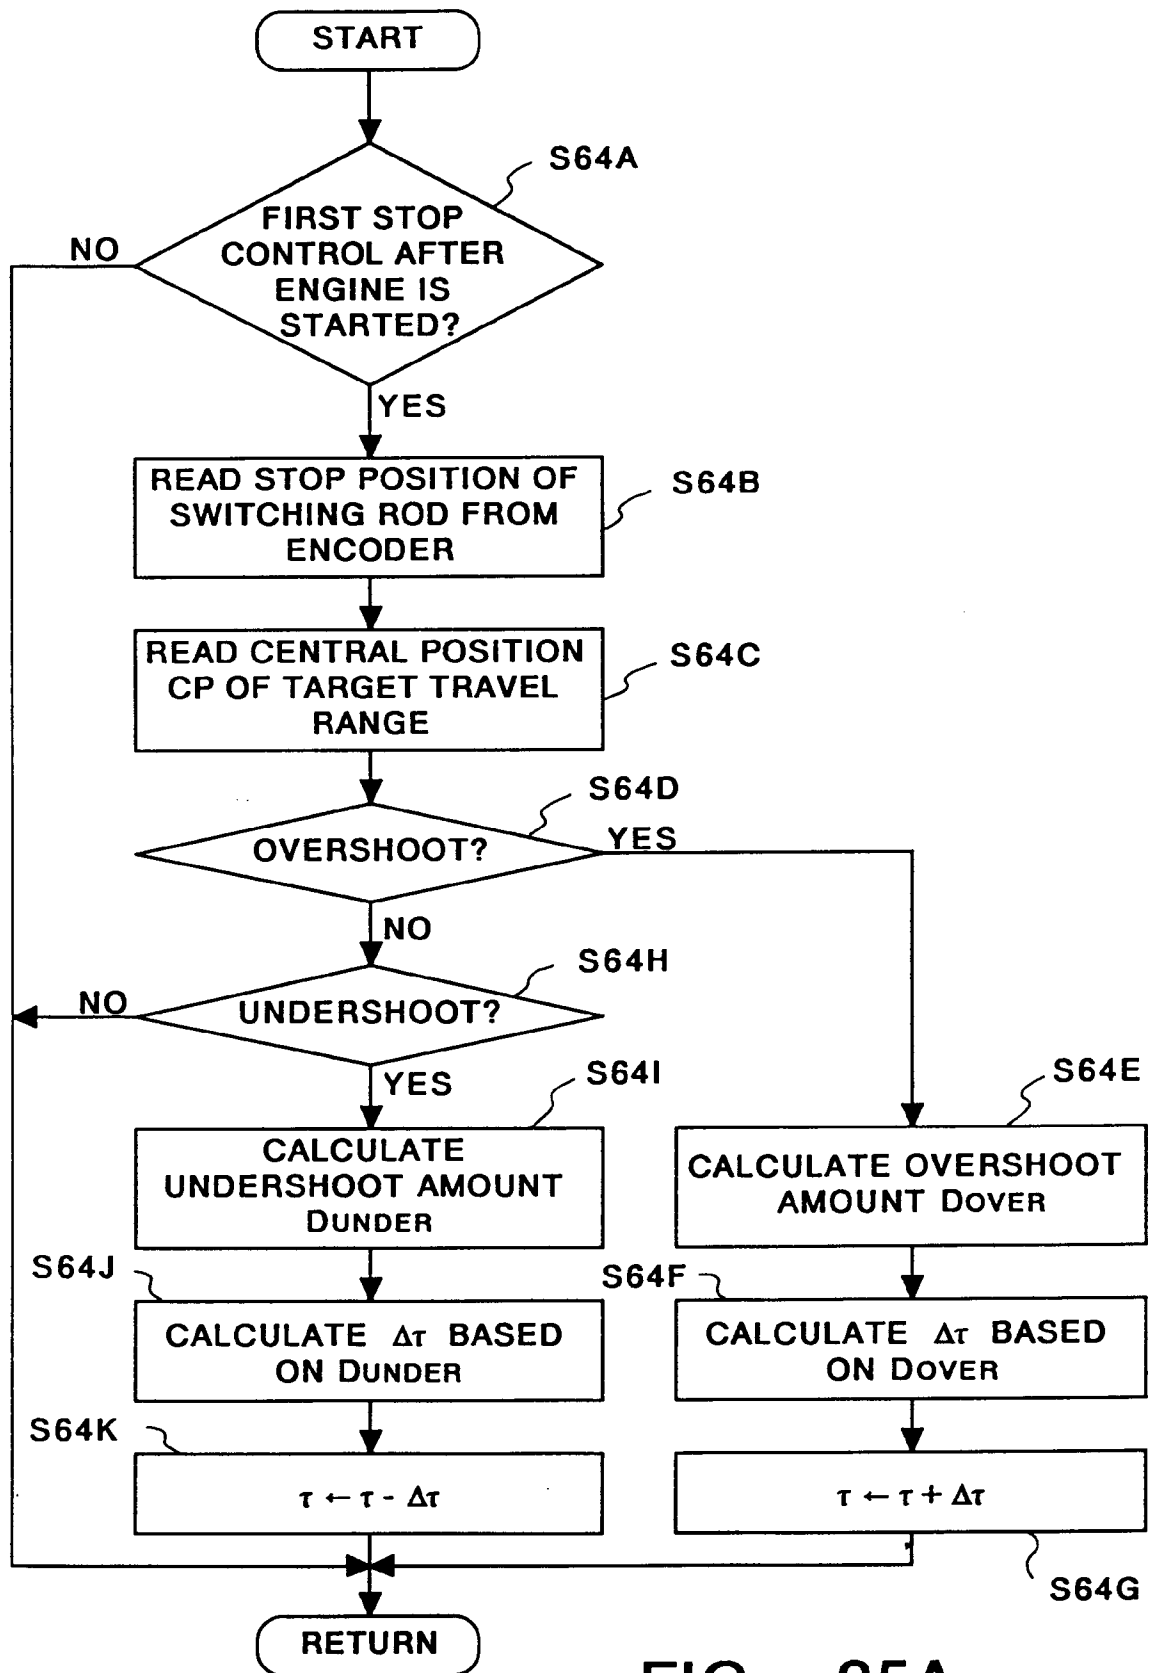 START
S64A
FIRST STOP
CONTROL AFTER
ENGINE IS
STARTED?
NO
YES
READ STOP POSITION OF
SWITCHING ROD FROM
ENCODER
S64B
READ CENTRAL POSITION
CP OF TARGET TRAVEL
RANGE
S64C
S64D
OVERSHOOT?
YES
NO
S64H
UNDERSHOOT?
NO
YES
S64I
CALCULATE
UNDERSHOOT AMOUNT
DUNDER
S64E
CALCULATE OVERSHOOT
AMOUNT DOVER
S64J
CALCULATE Δτ BASED
ON DUNDER
S64F
CALCULATE Δτ BASED
ON DOVER
S64K
τ ← τ - Δτ
τ ← τ + Δτ
S64G
RETURN